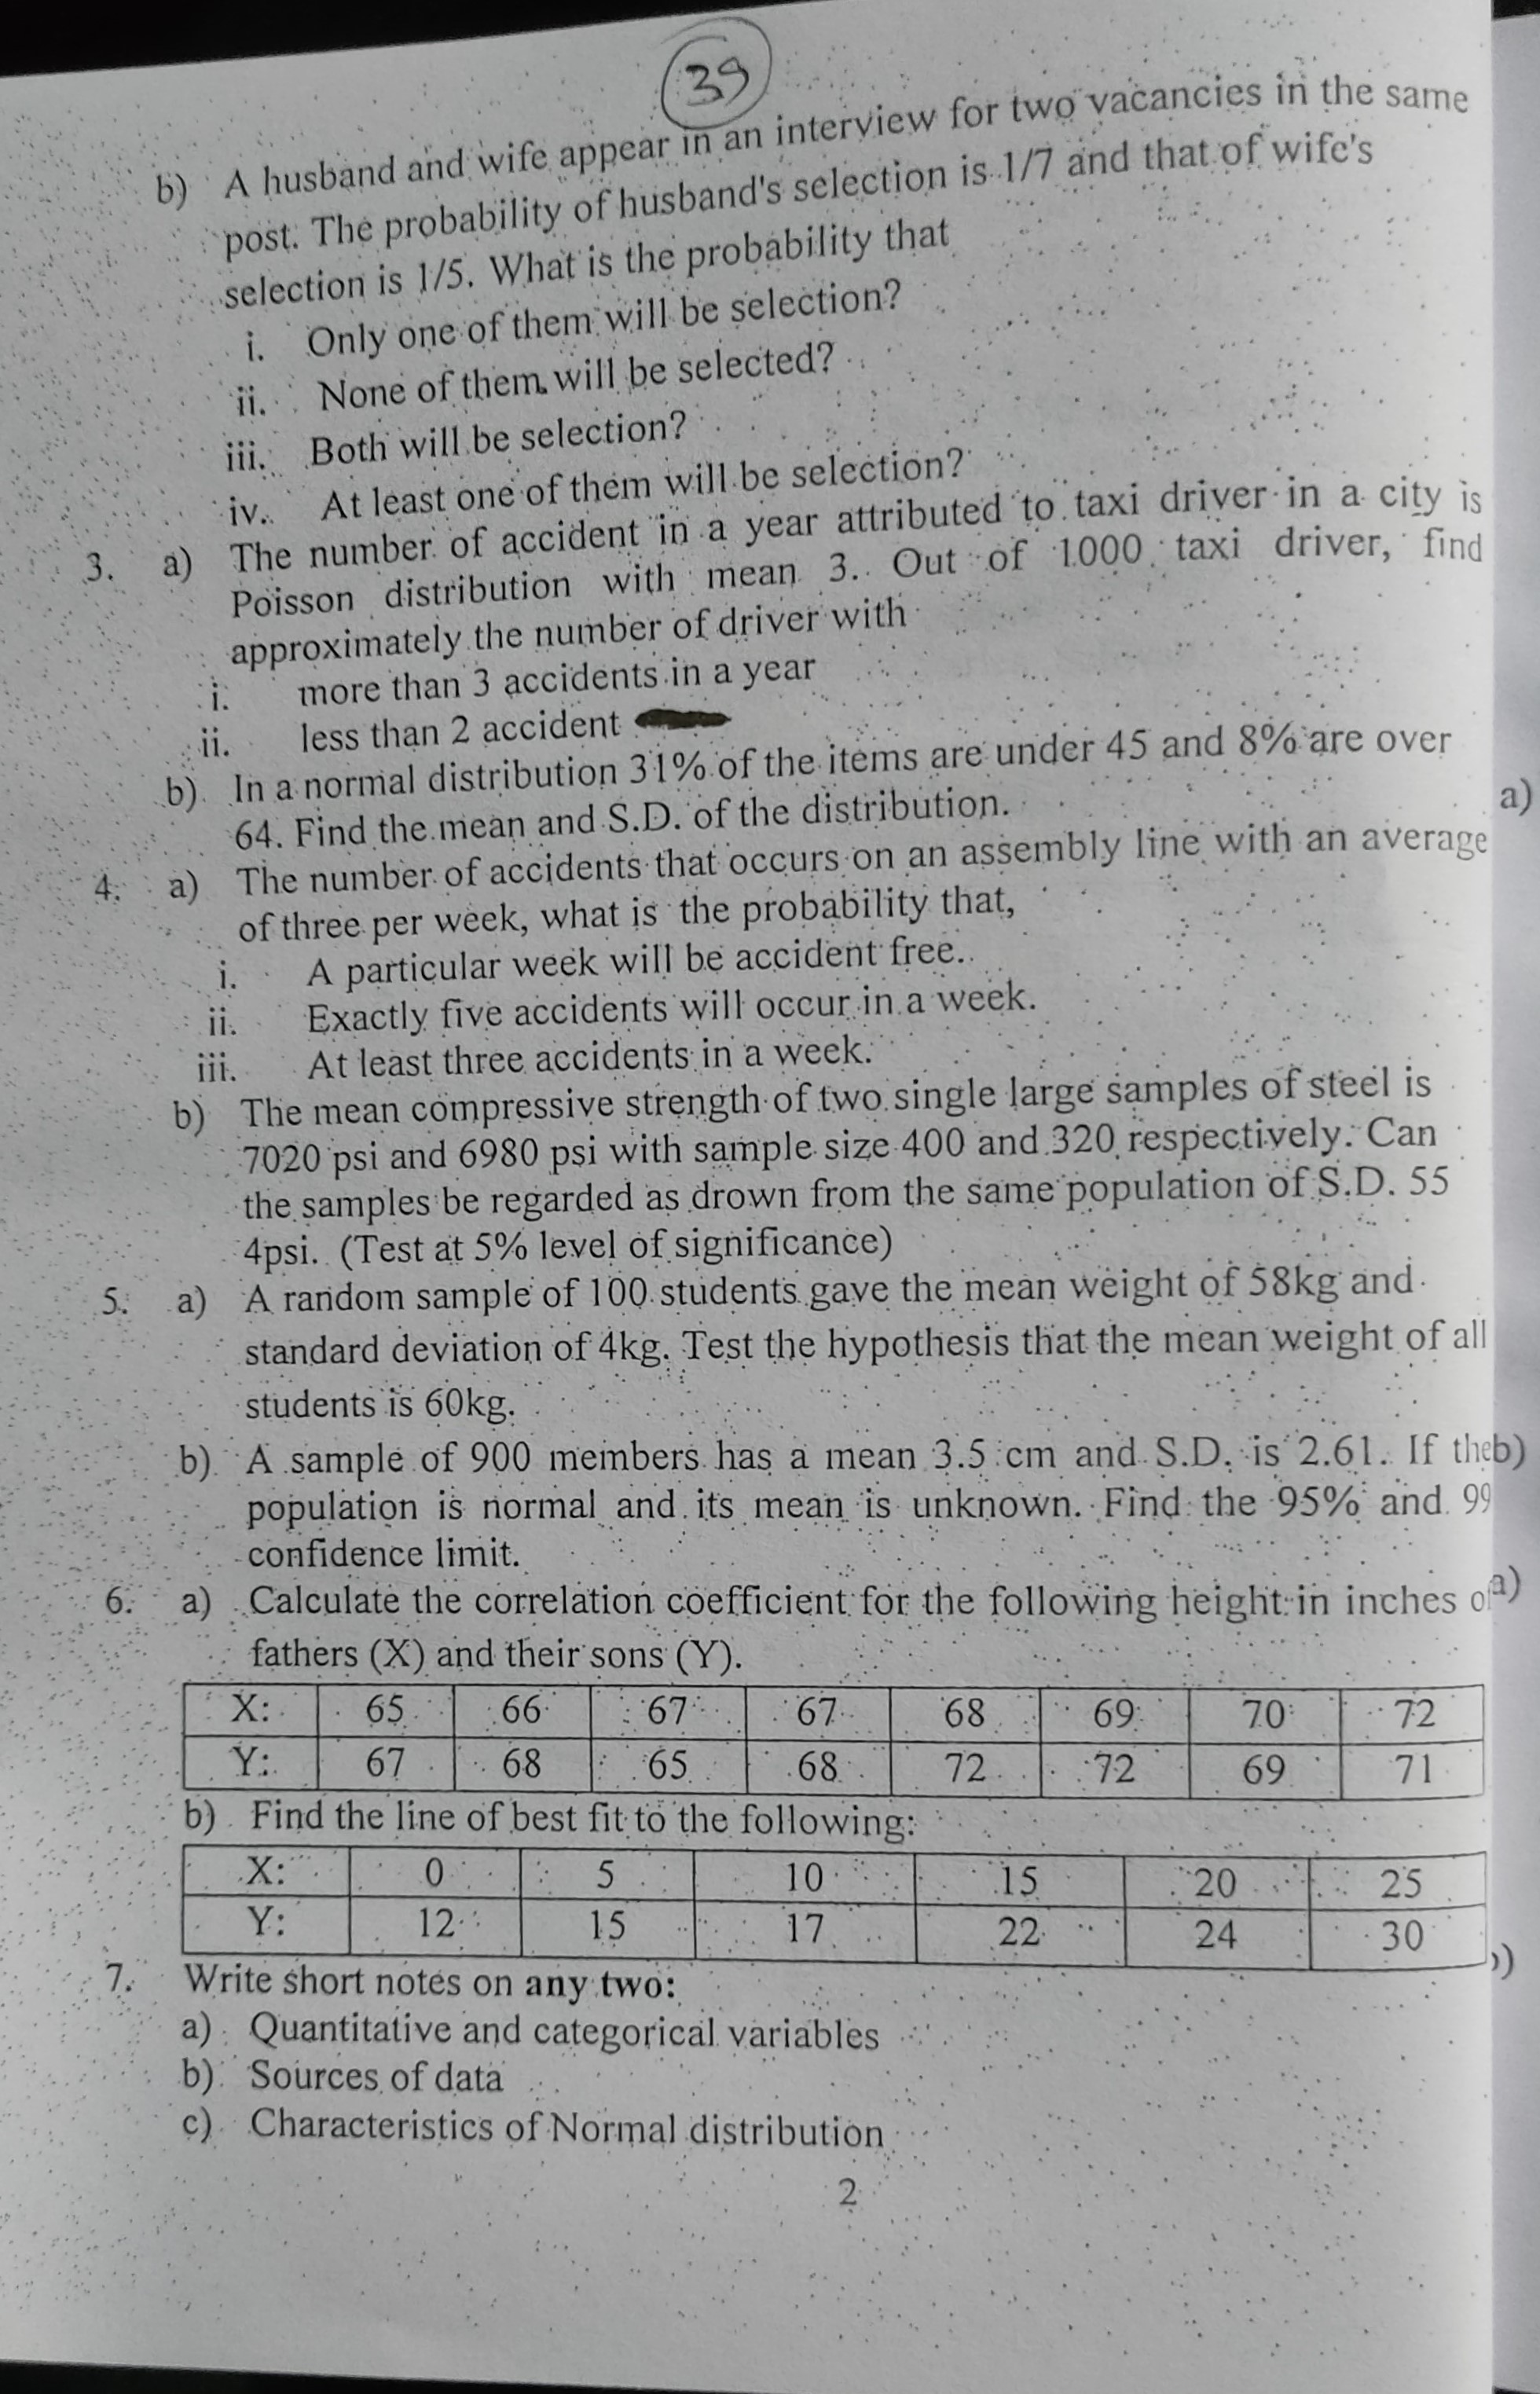 39
b) A husband and wife appear in an interview for two vacancies in the same
post. The probability of husband's selection is 1/7 and that of wife's
selection is 1/5. What is the probability that
i. Only one of them will be selection?
ii. None of them will be selected?
iii. Both will be selection?
iv. At least one of them will be selection?
3. a) The number of accident in a year attributed to taxi driver in a city is
Poisson distribution with mean 3. Out of 1000 taxi driver, find
approximately the number of driver with
i. more than 3 accidents in a year
ii. less than 2 accident
b) In a normal distribution 31% of the items are under 45 and 8% are over
64. Find the mean and S.D. of the distribution.
a)
4. a) The number of accidents that occurs on an assembly line with an average
of three per week, what is the probability that,
i. A particular week will be accident free.
ii. Exactly five accidents will occur in a week.
iii. At least three accidents in a week.
b) The mean compressive strength of two single large samples of steel is
7020 psi and 6980 psi with sample size 400 and 320 respectively. Can
the samples be regarded as drown from the same population of S.D. 55
4psi. (Test at 5% level of significance)
5. a) A random sample of 100 students gave the mean weight of 58kg and
standard deviation of 4kg. Test the hypothesis that the mean weight of all
students is 60kg.
b) A sample of 900 members has a mean 3.5 cm and S.D. is 2.61. If the
b)
population is normal and its mean is unknown. Find the 95% and 99
confidence limit.
6. a) Calculate the correlation coefficient for the following height in inches of
a)
fathers (X) and their sons (Y).
X: 65 66 67 67 68 69 70 72
Y: 67 68 65 68 72 72 69 71
b) Find the line of best fit to the following:
X: 0 5 10 15 20 25
Y: 12 15 17 22 24 30
7. Write short notes on any two:
a) Quantitative and categorical variables
b) Sources of data
c) Characteristics of Normal distribution
2